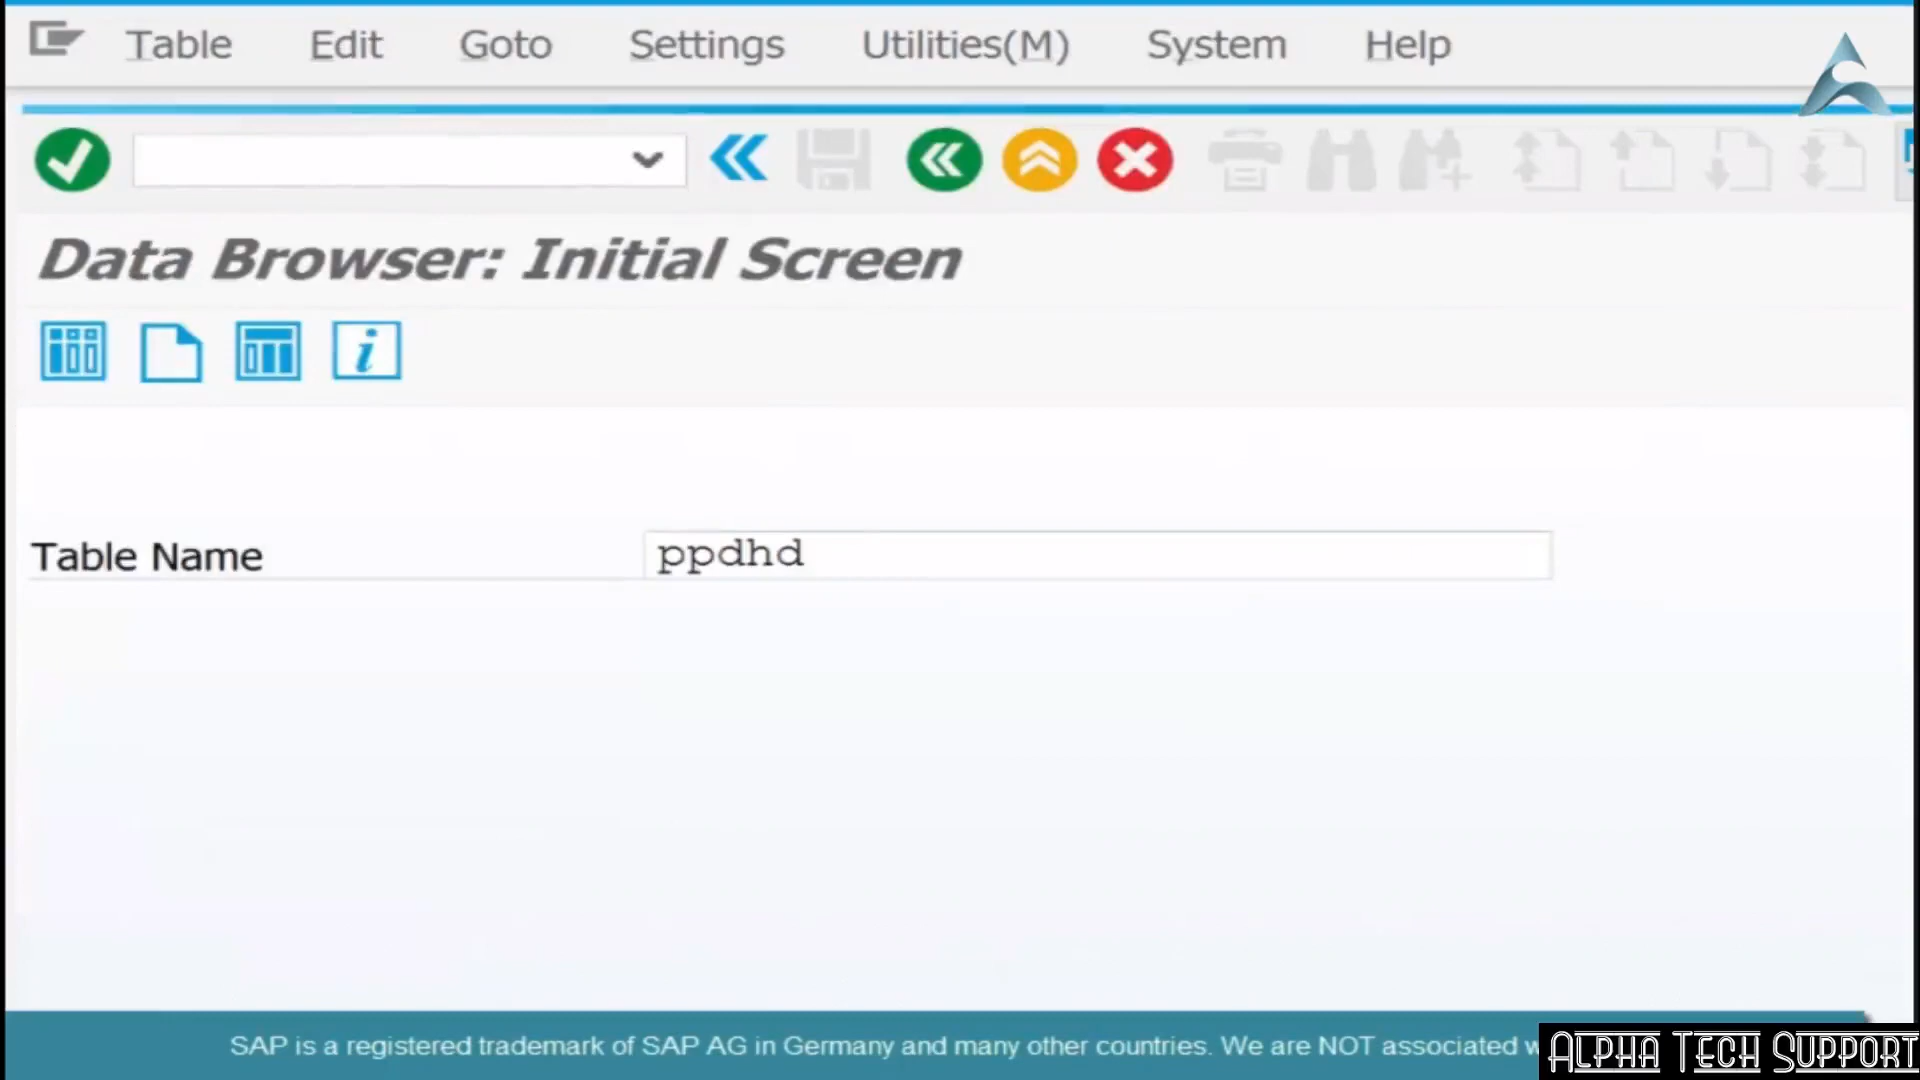 Table Edit Goto Settings Utilities(M) System Help
Data Browser: Initial Screen
Table Name ppdhd
SAP is a registered trademark of SAP AG in Germany and many other countries. We are NOT associated
Alpha Tech Support